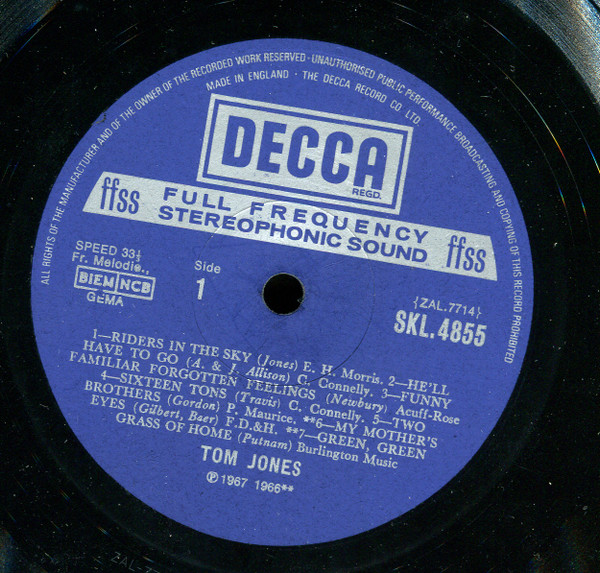 ALL RIGHTS OF THE MANUFACTURER AND OF THE OWNER OF THE RECORDED WORK RESERVED · UNAUTHORISED PUBLIC PERFORMANCE BROADCASTING AND COPYING OF THIS RECORD PROHIBITED
MADE IN ENGLAND · THE DECCA RECORD CO LTD
DECCA
REGD.
ffss FULL FREQUENCY STEREOPHONIC SOUND ffss
SPEED 33⅓
Fr. Melodie.,
BIEM NCB
GEMA
Side
1
{ZAL.7714}
SKL.4855
1—RIDERS IN THE SKY (Jones) E. H. Morris. 2—HE'LL
HAVE TO GO (A. & J. Allison) C. Connelly. 3—FUNNY
FAMILIAR FORGOTTEN FEELINGS (Newbury) Acuff-Rose
4—SIXTEEN TONS (Travis) C. Connelly. 5—TWO
BROTHERS (Gordon) P. Maurice. **6—MY MOTHER'S
EYES (Gilbert, Baer) F.D.&H. **7—GREEN, GREEN
GRASS OF HOME (Putnam) Burlington Music
TOM JONES
℗ 1967 1966**
ZAL-7